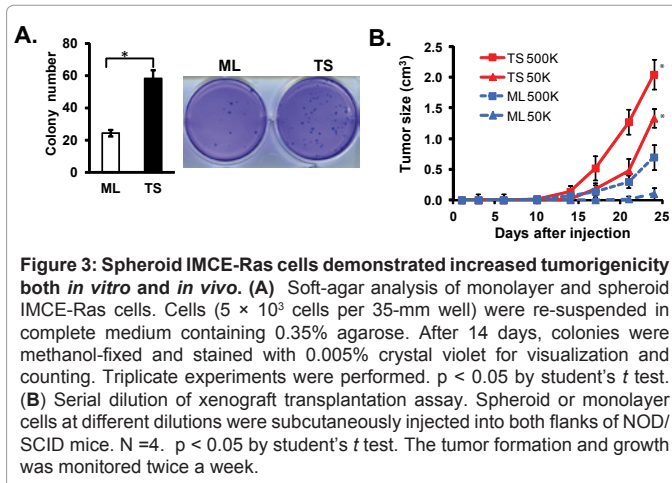 A.
80
60
40
20
0
Colony number
*
ML
TS
ML
TS
B.
2.5
2.0
1.5
1.0
0.5
0.0
Tumor size (cm³)
TS 500K
TS 50K
ML 500K
ML 50K
*
*
0
5
10
15
20
25
Days after injection
Figure 3: Spheroid IMCE-Ras cells demonstrated increased tumorigenicity
both in vitro and in vivo. (A) Soft-agar analysis of monolayer and spheroid
IMCE-Ras cells. Cells (5 × 10³ cells per 35-mm well) were re-suspended in
complete medium containing 0.35% agarose. After 14 days, colonies were
methanol-fixed and stained with 0.005% crystal violet for visualization and
counting. Triplicate experiments were performed. p < 0.05 by student's t test.
(B) Serial dilution of xenograft transplantation assay. Spheroid or monolayer
cells at different dilutions were subcutaneously injected into both flanks of NOD/
SCID mice. N =4. p < 0.05 by student's t test. The tumor formation and growth
was monitored twice a week.